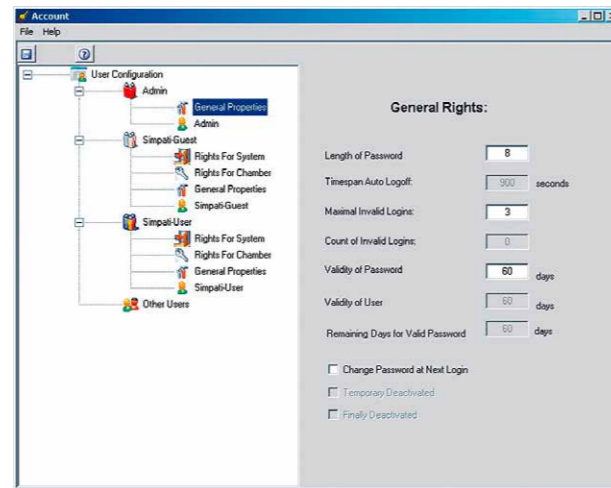 Account
File Help
User Configuration
Admin
General Properties
Admin
Simpati-Guest
Rights For System
Rights For Chamber
General Properties
Simpati-Guest
Simpati-User
Rights For System
Rights For Chamber
General Properties
Simpati-User
Other Users
General Rights:
Length of Password 8
Timespan Auto Logoff: 900 seconds
Maximal Invalid Logins: 3
Count of Invalid Logins: 0
Validity of Password 60 days
Validity of User 60 days
Remaining Days for Valid Password 60 days
Change Password at Next Login
Temporary Deactivated
Finally Deactivated